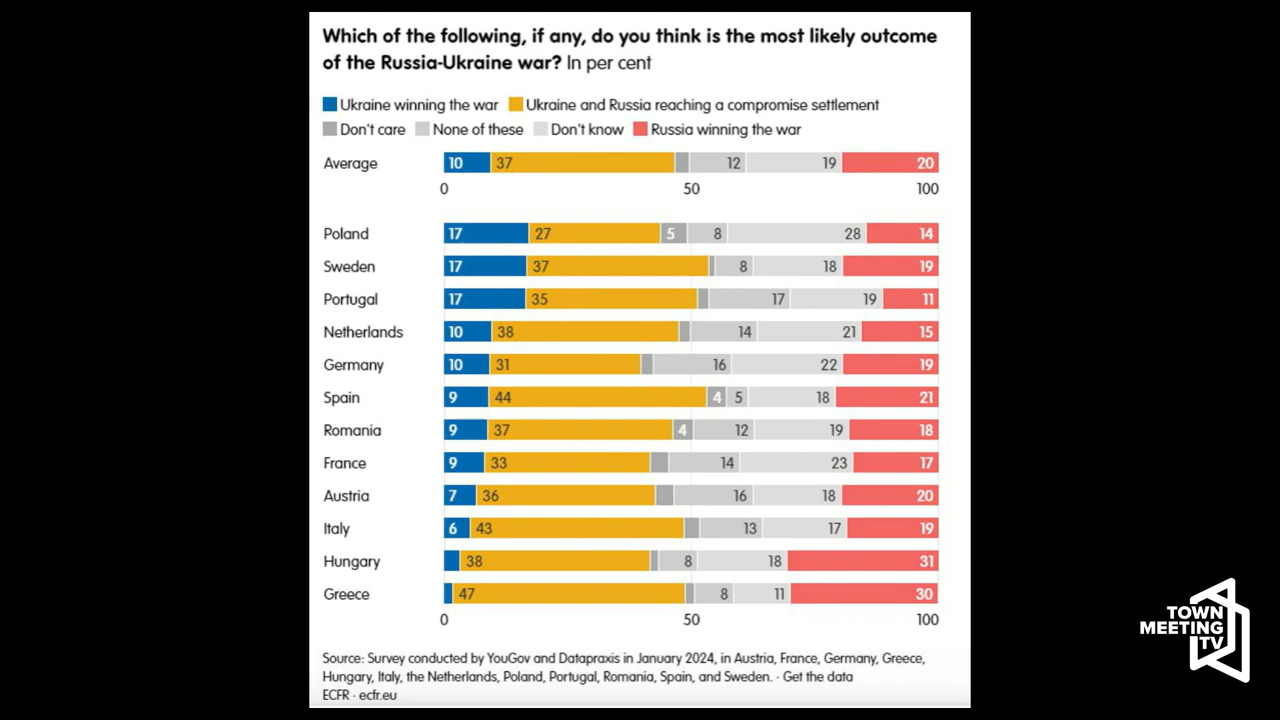 Which of the following, if any, do you think is the most likely outcome
of the Russia-Ukraine war? In per cent
Ukraine winning the war Ukraine and Russia reaching a compromise settlement
Don't care None of these Don't know Russia winning the war
Average 10 37 12 19 20
0 50 100
Poland 17 27 5 8 28 14
Sweden 17 37 8 18 19
Portugal 17 35 17 19 11
Netherlands 10 38 14 21 15
Germany 10 31 16 22 19
Spain 9 44 4 5 18 21
Romania 9 37 4 12 19 18
France 9 33 14 23 17
Austria 7 36 16 18 20
Italy 6 43 13 17 19
Hungary 38 8 18 31
Greece 47 8 11 30
0 50 100
Source: Survey conducted by YouGov and Datapraxis in January 2024, in Austria, France, Germany, Greece,
Hungary, Italy, the Netherlands, Poland, Portugal, Romania, Spain, and Sweden. · Get the data
ECFR · ecfr.eu
TOWN
MEETING
TV